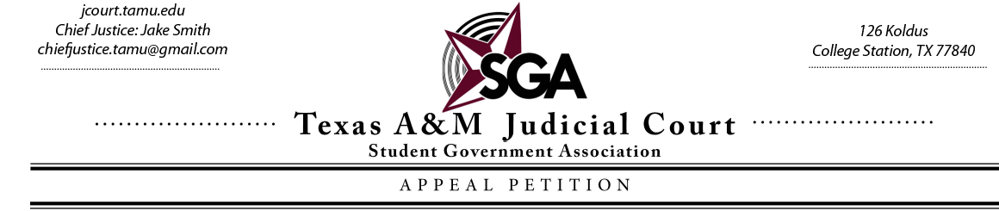 jcourt.tamu.edu
Chief Justice: Jake Smith
chiefjustice.tamu@gmail.com
126 Koldus
College Station, TX 77840
SGA
Texas A&M Judicial Court
Student Government Association
APPEAL PETITION